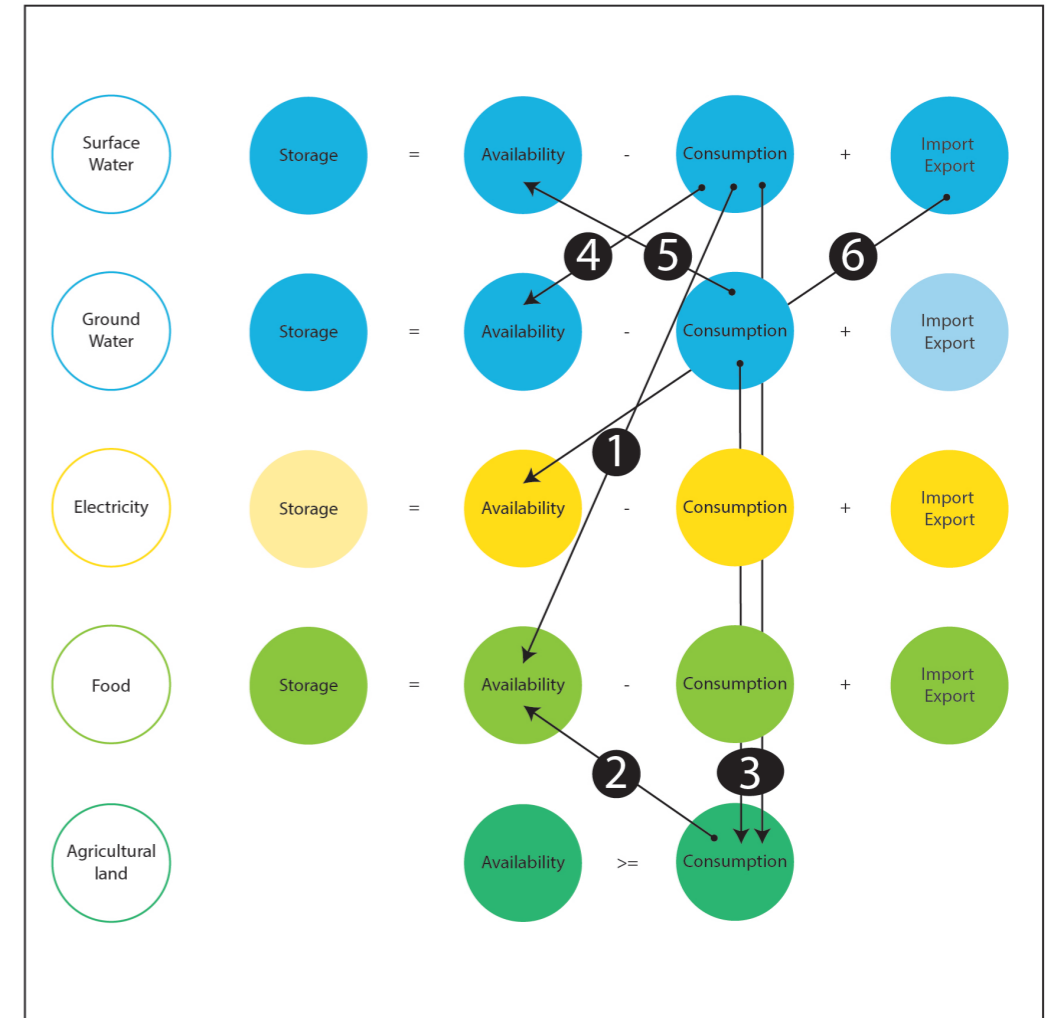 Surface
Water
Storage
=
Availability
-
Consumption
+
Import
Export
4
5
6
Ground
Water
Storage
=
Availability
-
Consumption
+
Import
Export
1
Electricity
Storage
=
Availability
-
Consumption
+
Import
Export
Food
Storage
=
Availability
-
Consumption
+
Import
Export
2
3
Agricultural
land
Availability
>=
Consumption